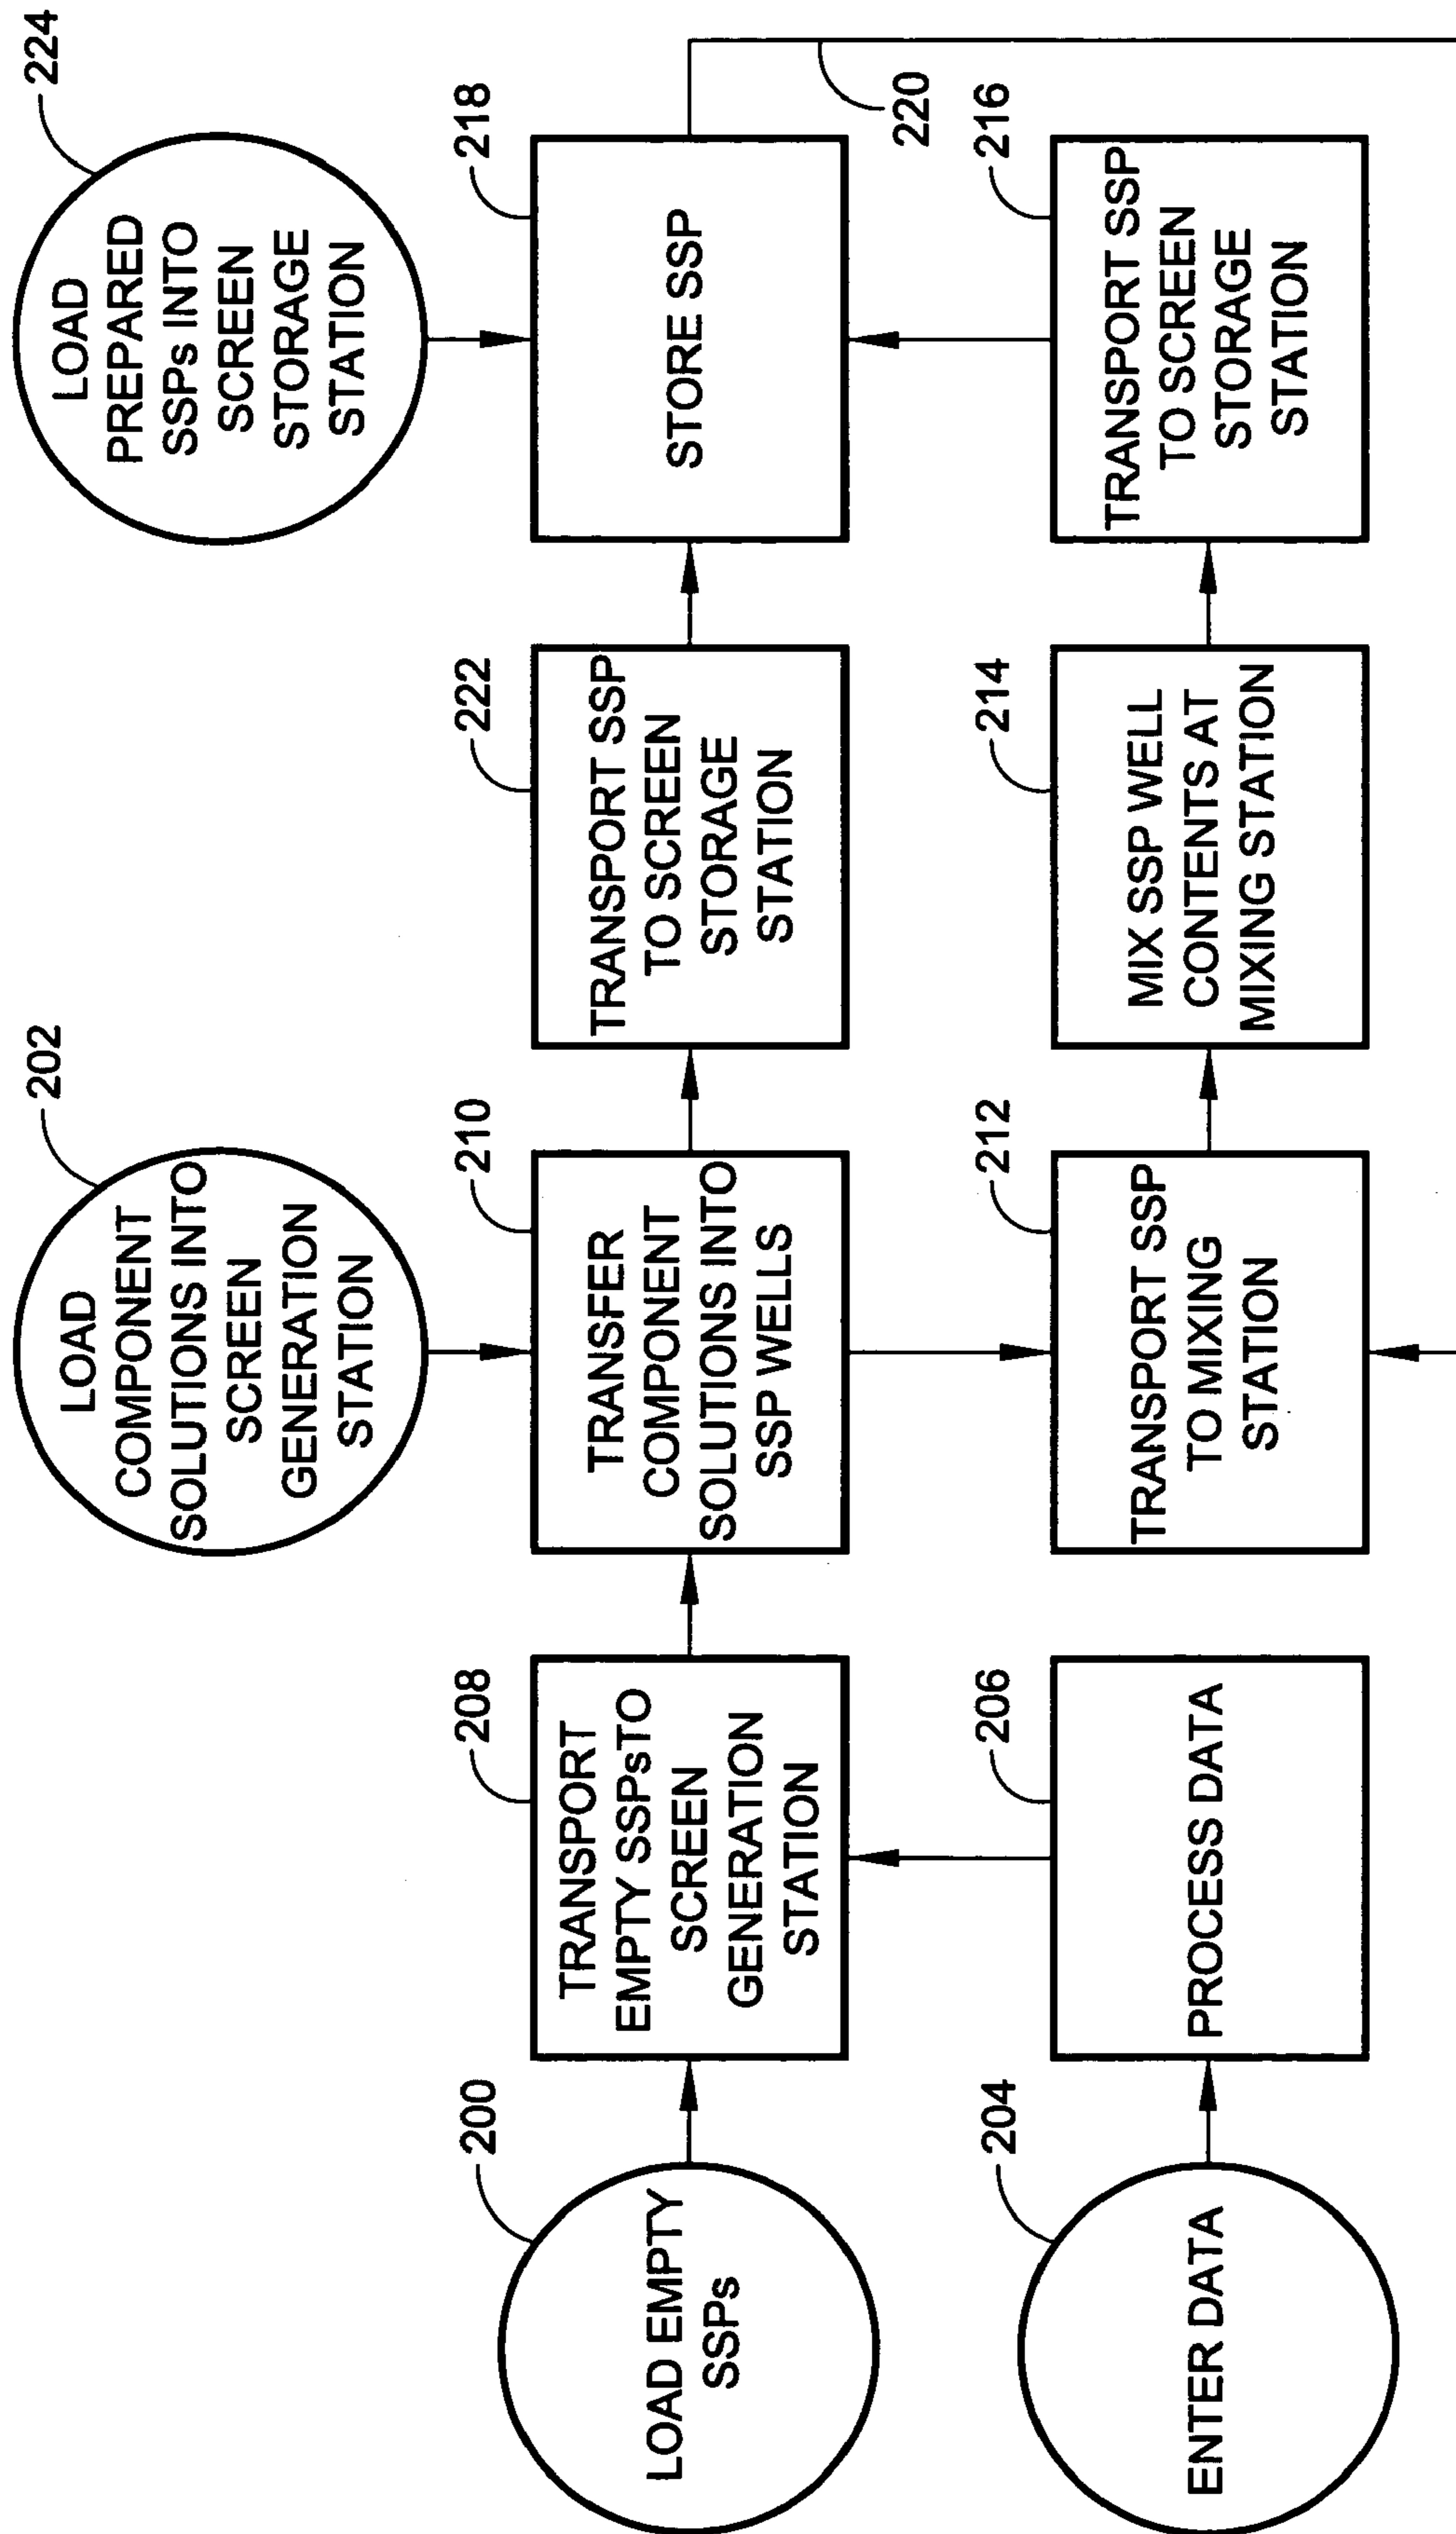 202
LOAD
COMPONENT
SOLUTIONS INTO
SCREEN
GENERATION
STATION
224
LOAD
PREPARED
SSPs INTO
SCREEN
STORAGE
STATION
200
LOAD EMPTY
SSPs
208
TRANSPORT
EMPTY SSPsTO
SCREEN
GENERATION
STATION
210
TRANSFER
COMPONENT
SOLUTIONS INTO
SSP WELLS
222
TRANSPORT SSP
TO SCREEN
STORAGE
STATION
218
STORE SSP
220
204
ENTER DATA
206
PROCESS DATA
212
TRANSPORT SSP
TO MIXING
STATION
214
MIX SSP WELL
CONTENTS AT
MIXING STATION
216
TRANSPORT SSP
TO SCREEN
STORAGE
STATION